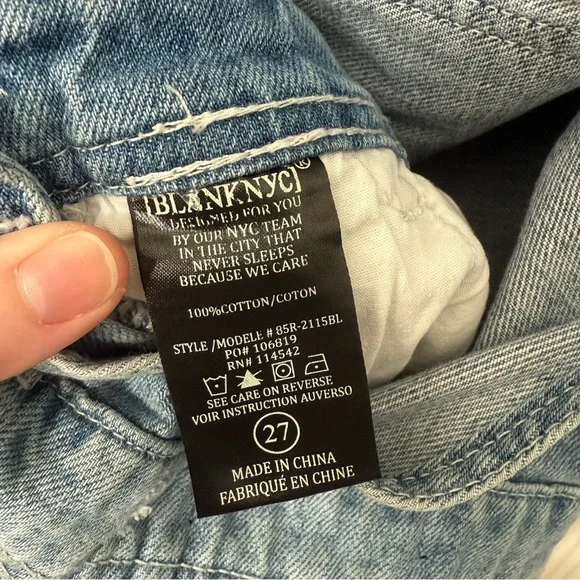 [BLANKNYC]®
DESIGNED FOR YOU
BY OUR NYC TEAM
IN THE CITY THAT
NEVER SLEEPS
BECAUSE WE CARE
100%COTTON/COTON
STYLE /MODELE # 85R-2115BL
PO# 106819
RN# 114542
SEE CARE ON REVERSE
VOIR INSTRUCTION AUVERSO
27
MADE IN CHINA
FABRIQUÉ EN CHINE